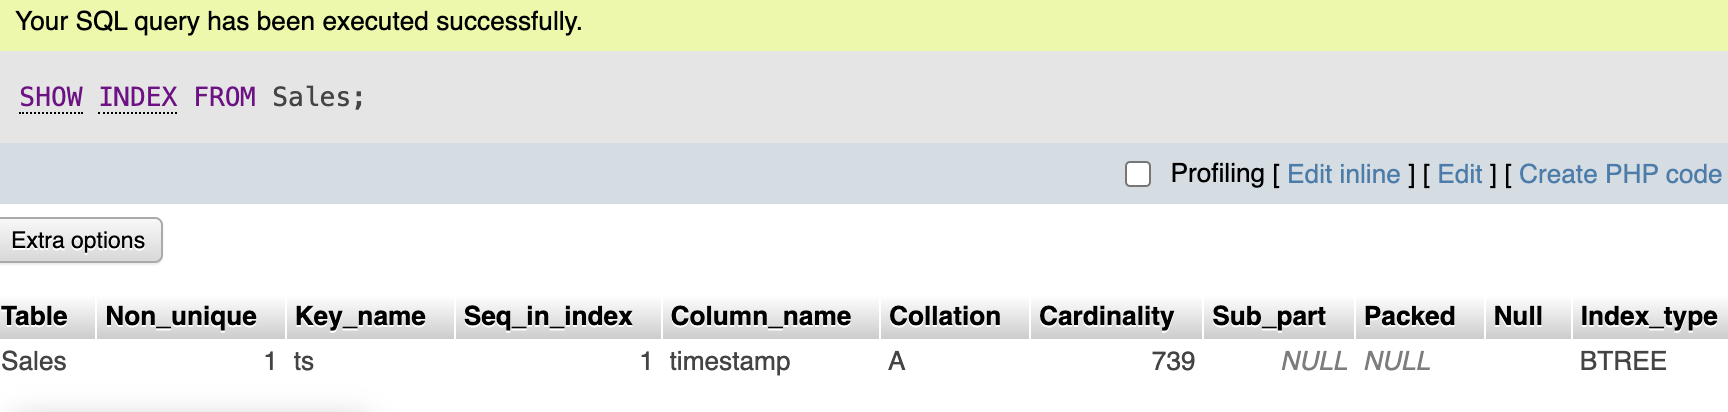 Your SQL query has been executed successfully.
SHOW INDEX FROM Sales;
Profiling [ Edit inline ] [ Edit ] [ Create PHP code
Extra options
Table Non_unique Key_name Seq_in_index Column_name Collation Cardinality Sub_part Packed Null Index_type
Sales 1 ts 1 timestamp A 739 NULL NULL BTREE